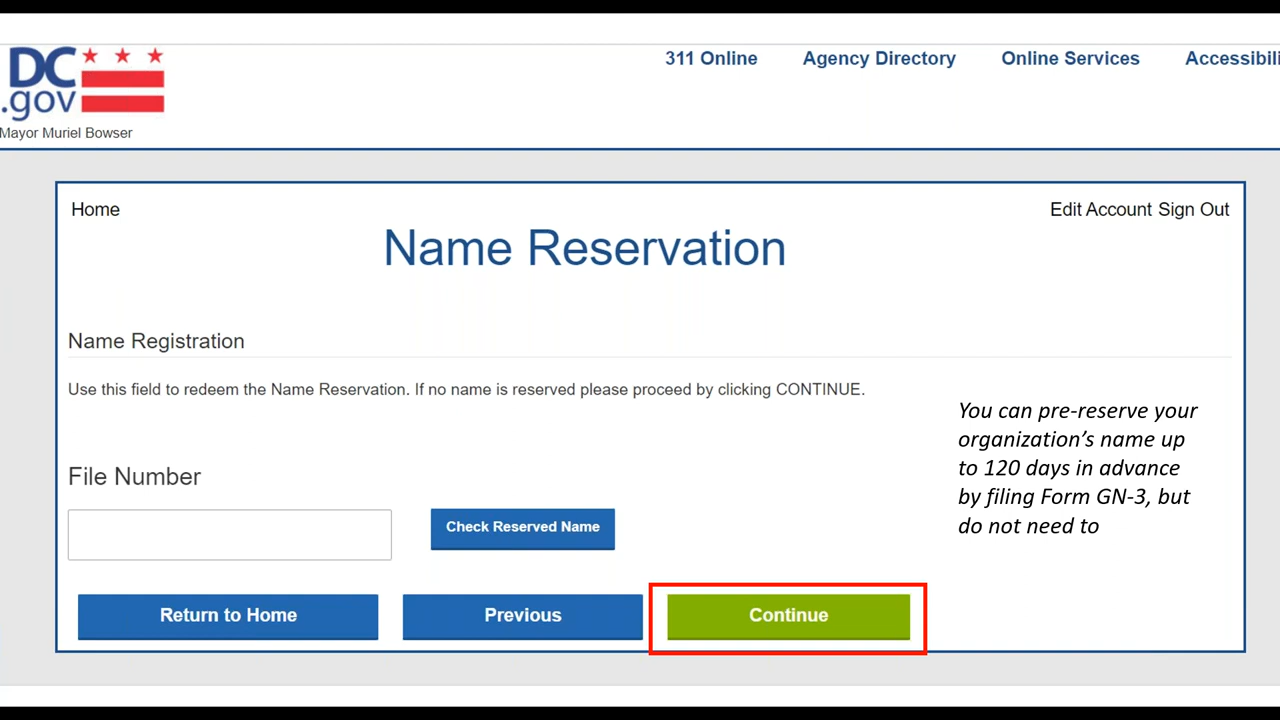 DC
.gov
Mayor Muriel Bowser
311 Online
Agency Directory
Online Services
Accessibili
Home
Edit Account Sign Out
Name Reservation
Name Registration
Use this field to redeem the Name Reservation. If no name is reserved please proceed by clicking CONTINUE.
You can pre-reserve your
organization’s name up
to 120 days in advance
by filing Form GN-3, but
do not need to
File Number
Check Reserved Name
Return to Home
Previous
Continue